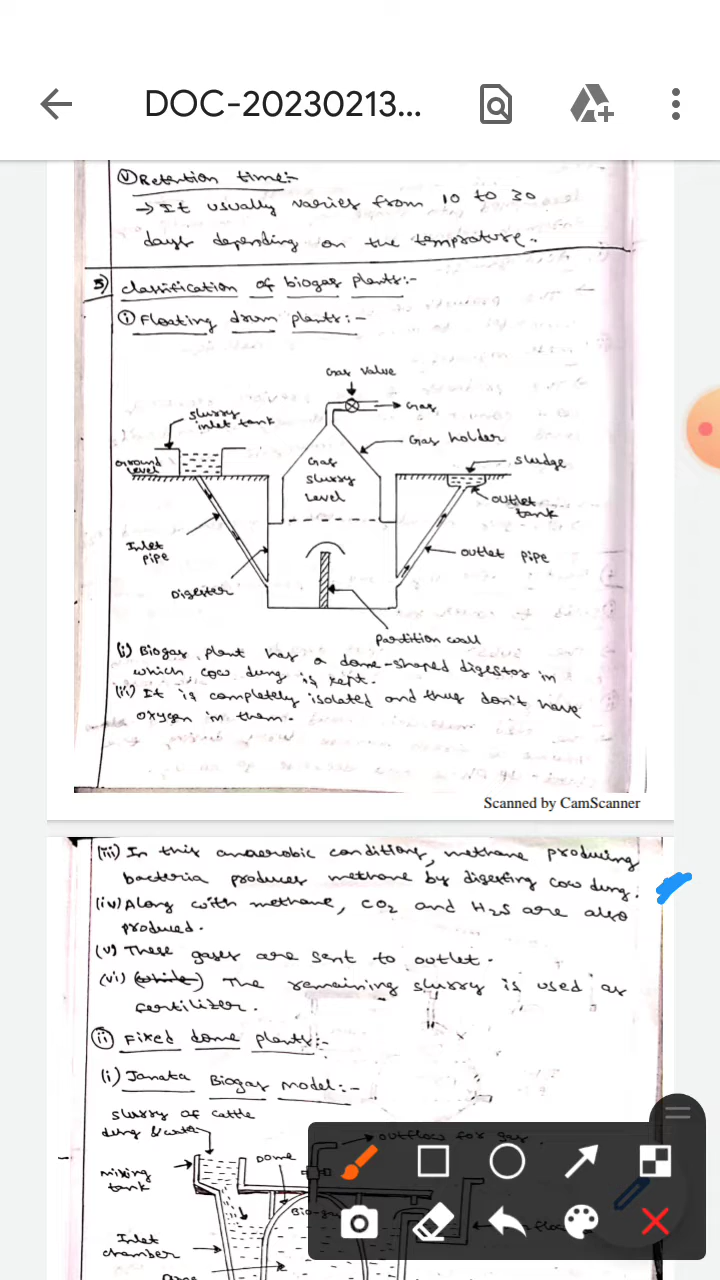 DOC-20230213...
(v) Retention time:-
→ It usually varies from 10 to 30
days depending on the temprature.
5) classification of biogas plants:-
(i) Floating drum plants:-
Gas Valve
Gas
slurry
inlet tank
Gas holder
Ground
level
Gas
slurry
Level
sludge
outlet
tank
Inlet
pipe
outlet pipe
Digester
Partition wall
(i) Biogas plant has a dome-shaped digestor in
which cow dung is kept.
(ii) It is completely isolated and thus don't have
oxygen in them.
Scanned by CamScanner
(iii) In this anaerobic conditions, methane producing
bacteria produces methane by digesting cow dung.
(iv) Along with methane, CO2 and H2S are also
produced.
(v) These gases are sent to outlet.
(vi) (while) The remaining slurry is used as
fertilizer.
(ii) Fixed dome plants:-
(i) Janata Biogas Model:-
slurry of cattle
dung &
→ outflow for gas
mixing
tank
Dome
Bio-ga
Inlet
chamber